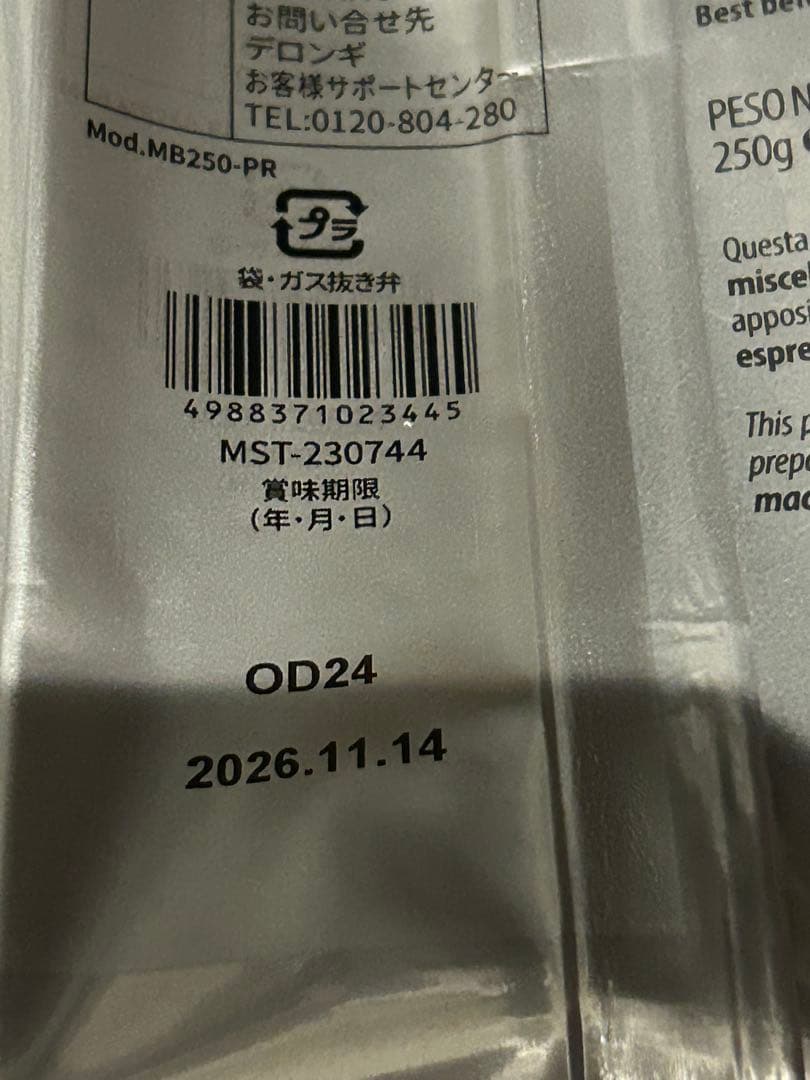 お問い合せ先
デロンギ
お客様サポートセンター
TEL:0120-804-280
Mod.MB250-PR
プラ
袋・ガス抜き弁
4988371023445
MST-230744
賞味期限
(年・月・日)
OD24
2026.11.14
Best
PESO N
250g
Questa
misce
appos
espre
This p
prepa
mac